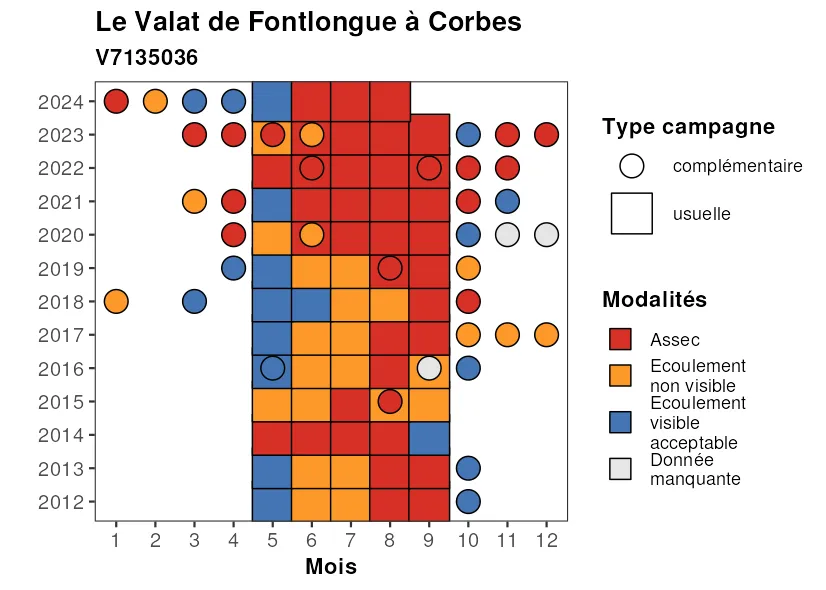 Le Valat de Fontlongue à Corbes
V7135036
2024
2023
2022
2021
2020
2019
2018
2017
2016
2015
2014
2013
2012
1 2 3 4 5 6 7 8 9 10 11 12
Mois
Type campagne
complémentaire
usuelle
Modalités
Assec
Ecoulement
non visible
Ecoulement
visible
acceptable
Donnée
manquante